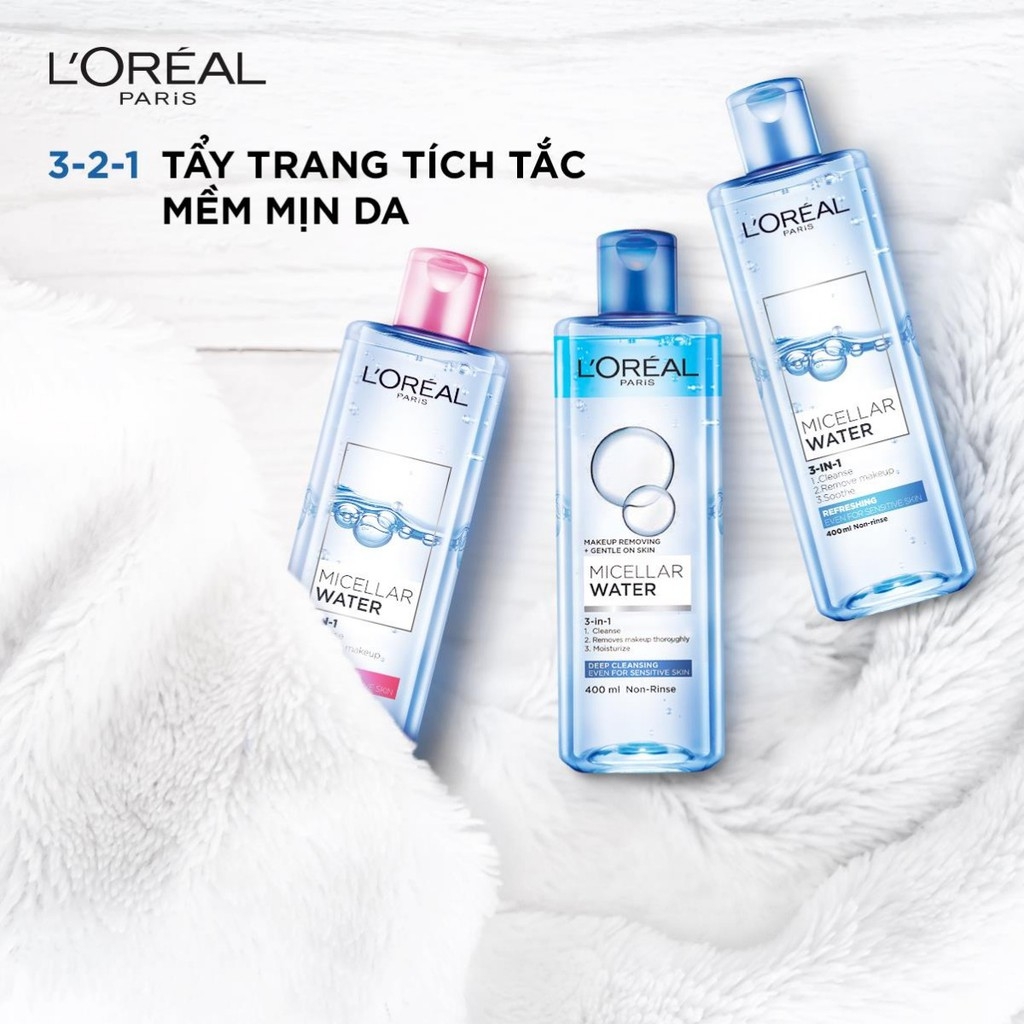 L'ORÉAL
PARiS
3-2-1 TẨY TRANG TÍCH TẮC
MỀM MỊN DA
L'ORÉAL
PARIS
MICELLAR
WATER
makeup
SKIN
L'ORÉAL
PARIS
MAKEUP REMOVING
+ GENTLE ON SKIN
MICELLAR
WATER
3-in-1
1. Cleanse
2. Removes makeup thoroughly
3. Moisturize
DEEP CLEANSING
EVEN FOR SENSITIVE SKIN
400 ml Non-Rinse
L'ORÉAL
PARIS
MICELLAR
WATER
3-IN-1
1.Cleanse
2.Remove makeup
3.Soothe
REFRESHING
EVEN FOR SENSITIVE SKIN
400ml Non-rinse